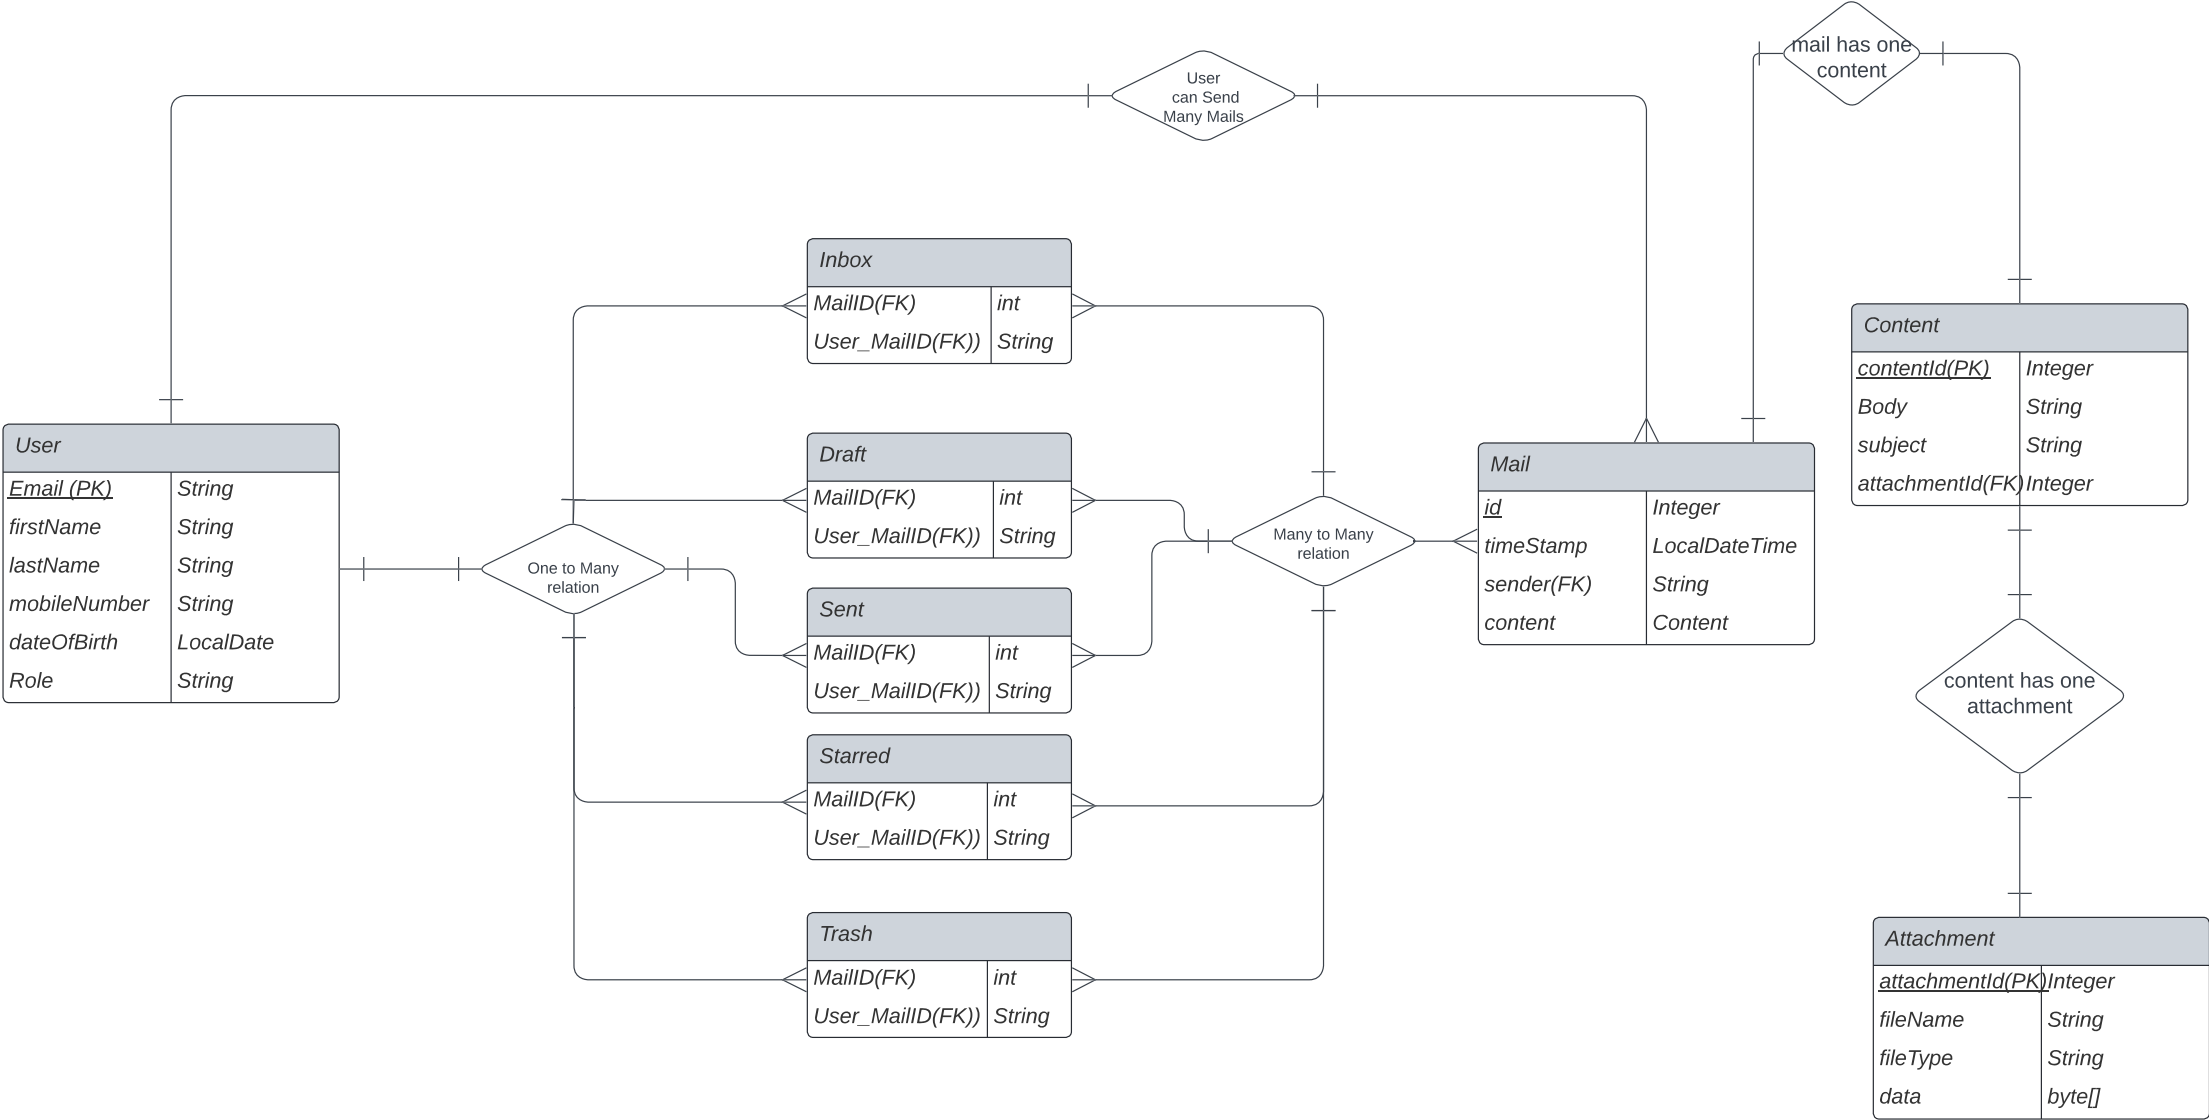 mail has one
content
User
can Send
Many Mails
Inbox
MailID(FK) int
User_MailID(FK)) String
Content
contentId(PK) Integer
Body String
subject String
attachmentId(FK) Integer
User
Email (PK) String
firstName String
lastName String
mobileNumber String
dateOfBirth LocalDate
Role String
One to Many
relation
Draft
MailID(FK) int
User_MailID(FK)) String
Many to Many
relation
Mail
id Integer
timeStamp LocalDateTime
sender(FK) String
content Content
Sent
MailID(FK) int
User_MailID(FK)) String
content has one
attachment
Starred
MailID(FK) int
User_MailID(FK)) String
Trash
MailID(FK) int
User_MailID(FK)) String
Attachment
attachmentId(PK) Integer
fileName String
fileType String
data byte[]